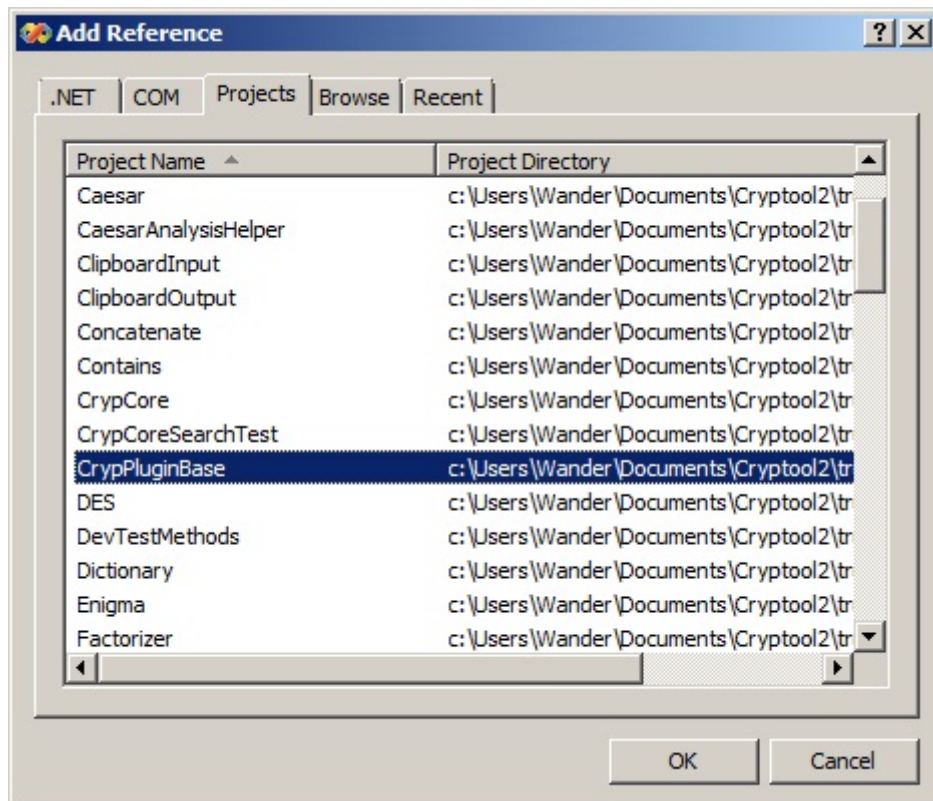 Add Reference
.NET COM Projects Browse Recent
Project Name Project Directory
Caesar c:\Users\Wander\Documents\Cryptool2\tr
CaesarAnalysisHelper c:\Users\Wander\Documents\Cryptool2\tr
ClipboardInput c:\Users\Wander\Documents\Cryptool2\tr
ClipboardOutput c:\Users\Wander\Documents\Cryptool2\tr
Concatenate c:\Users\Wander\Documents\Cryptool2\tr
Contains c:\Users\Wander\Documents\Cryptool2\tr
CrypCore c:\Users\Wander\Documents\Cryptool2\tr
CrypCoreSearchTest c:\Users\Wander\Documents\Cryptool2\tr
CrypPluginBase c:\Users\Wander\Documents\Cryptool2\tr
DES c:\Users\Wander\Documents\Cryptool2\tr
DevTestMethods c:\Users\Wander\Documents\Cryptool2\tr
Dictionary c:\Users\Wander\Documents\Cryptool2\tr
Enigma c:\Users\Wander\Documents\Cryptool2\tr
Factorizer c:\Users\Wander\Documents\Cryptool2\tr
OK Cancel